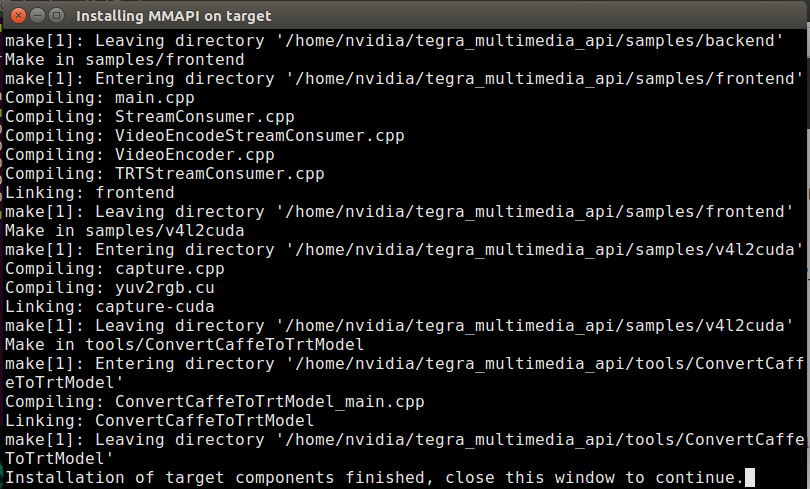 Installing MMAPI on target
make[1]: Leaving directory '/home/nvidia/tegra_multimedia_api/samples/backend'
Make in samples/frontend
make[1]: Entering directory '/home/nvidia/tegra_multimedia_api/samples/frontend'
Compiling: main.cpp
Compiling: StreamConsumer.cpp
Compiling: VideoEncodeStreamConsumer.cpp
Compiling: VideoEncoder.cpp
Compiling: TRTStreamConsumer.cpp
Linking: frontend
make[1]: Leaving directory '/home/nvidia/tegra_multimedia_api/samples/frontend'
Make in samples/v4l2cuda
make[1]: Entering directory '/home/nvidia/tegra_multimedia_api/samples/v4l2cuda'
Compiling: capture.cpp
Compiling: yuv2rgb.cu
Linking: capture-cuda
make[1]: Leaving directory '/home/nvidia/tegra_multimedia_api/samples/v4l2cuda'
Make in tools/ConvertCaffeToTrtModel
make[1]: Entering directory '/home/nvidia/tegra_multimedia_api/tools/ConvertCaff
eToTrtModel'
Compiling: ConvertCaffeToTrtModel_main.cpp
Linking: ConvertCaffeToTrtModel
make[1]: Leaving directory '/home/nvidia/tegra_multimedia_api/tools/ConvertCaffe
ToTrtModel'
Installation of target components finished, close this window to continue.